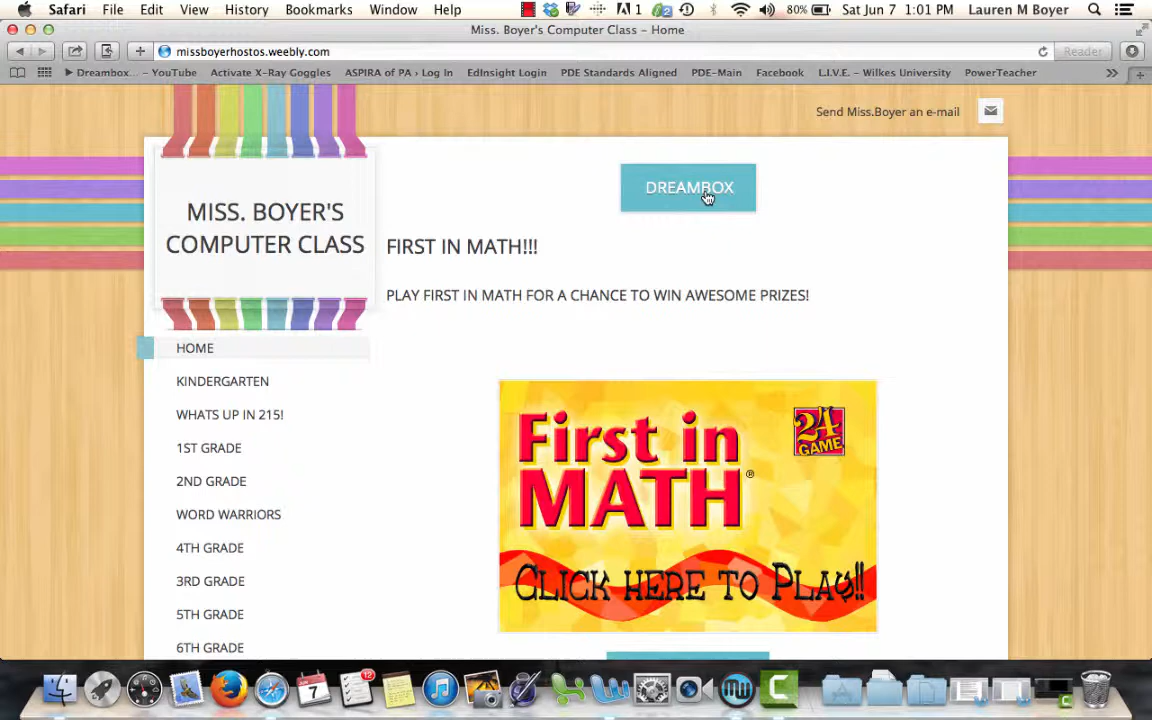 Safari File Edit View History Bookmarks Window Help 1 2 80% Sat Jun 7 1:01 PM Lauren M Boyer
Miss. Boyer's Computer Class – Home
missboyerhostos.weebly.com Reader
Dreambox... – YouTube Activate X-Ray Goggles ASPIRA of PA › Log In EdInsight Login PDE Standards Aligned PDE-Main Facebook L.I.V.E. – Wilkes University PowerTeacher
Send Miss.Boyer an e-mail
DREAMBOX
MISS. BOYER'S
COMPUTER CLASS
FIRST IN MATH!!!
PLAY FIRST IN MATH FOR A CHANCE TO WIN AWESOME PRIZES!
HOME
KINDERGARTEN
WHATS UP IN 215!
1ST GRADE
2ND GRADE
WORD WARRIORS
4TH GRADE
3RD GRADE
5TH GRADE
6TH GRADE
First in
MATH®
24
GAME
CLICK HERE TO PLAY!!
7
12